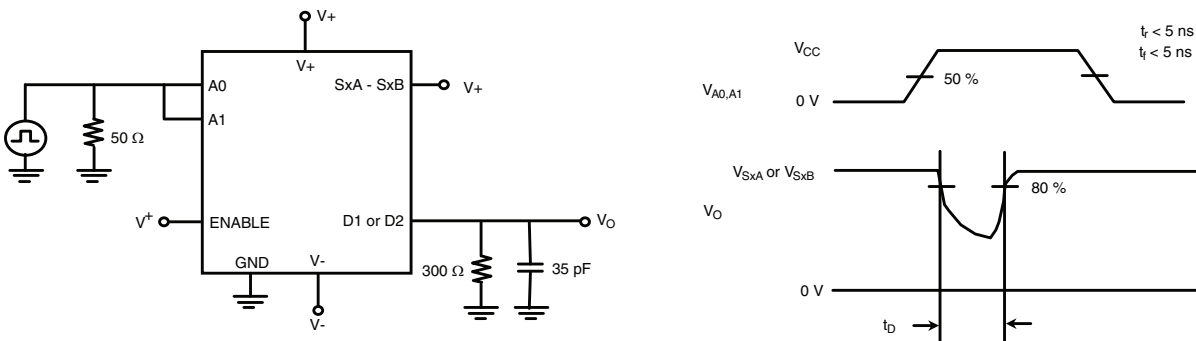 V+
V+
A0
SxA - SxB
V+
A1
50 Ω
V+
ENABLE
D1 or D2
VO
GND
V-
300 Ω
35 pF
V-
tr < 5 ns
tf < 5 ns
VCC
50 %
VA0,A1
0 V
VSxA or VSxB
80 %
VO
0 V
tD